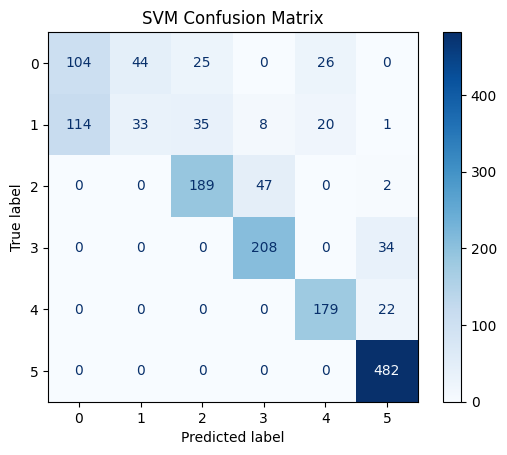 SVM Confusion Matrix
0 104 44 25 0 26 0
1 114 33 35 8 20 1
2 0 0 189 47 0 2
3 0 0 0 208 0 34
4 0 0 0 0 179 22
5 0 0 0 0 0 482
0 1 2 3 4 5
Predicted label
True label
400
300
200
100
0